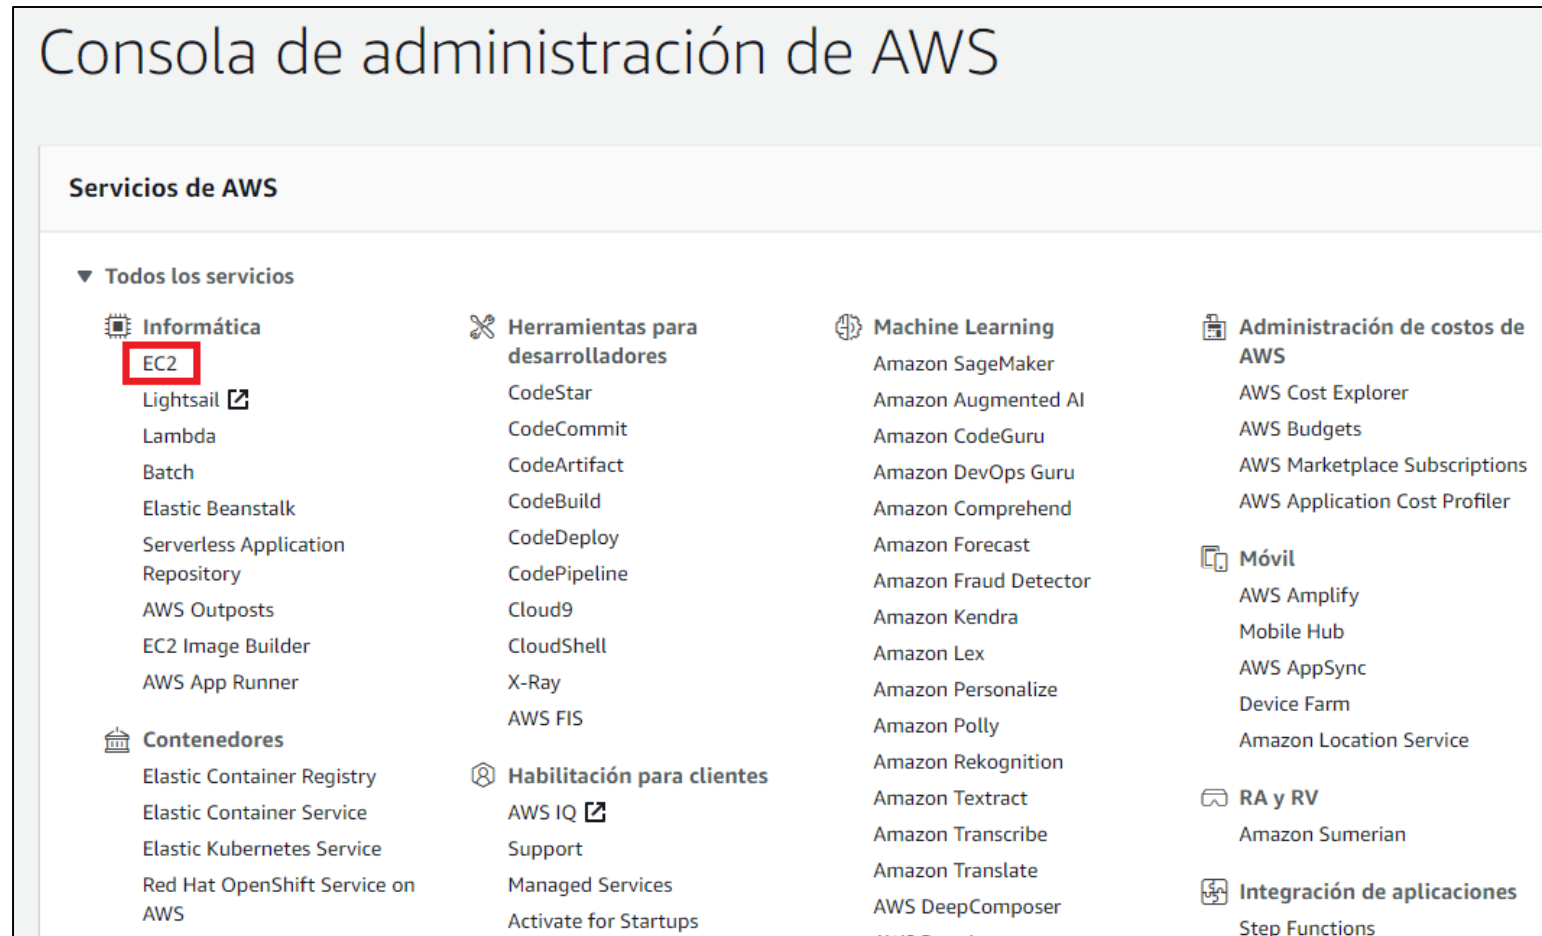 Consola de administración de AWS
Servicios de AWS
Todos los servicios
Informática
EC2
Lightsail
Lambda
Batch
Elastic Beanstalk
Serverless Application
Repository
AWS Outposts
EC2 Image Builder
AWS App Runner
Contenedores
Elastic Container Registry
Elastic Container Service
Elastic Kubernetes Service
Red Hat OpenShift Service on
AWS
Herramientas para
desarrolladores
CodeStar
CodeCommit
CodeArtifact
CodeBuild
CodeDeploy
CodePipeline
Cloud9
CloudShell
X-Ray
AWS FIS
Habilitación para clientes
AWS IQ
Support
Managed Services
Activate for Startups
Machine Learning
Amazon SageMaker
Amazon Augmented AI
Amazon CodeGuru
Amazon DevOps Guru
Amazon Comprehend
Amazon Forecast
Amazon Fraud Detector
Amazon Kendra
Amazon Lex
Amazon Personalize
Amazon Polly
Amazon Rekognition
Amazon Textract
Amazon Transcribe
Amazon Translate
AWS DeepComposer
Administración de costos de
AWS
AWS Cost Explorer
AWS Budgets
AWS Marketplace Subscriptions
AWS Application Cost Profiler
Móvil
AWS Amplify
Mobile Hub
AWS AppSync
Device Farm
Amazon Location Service
RA y RV
Amazon Sumerian
Integración de aplicaciones
Step Functions